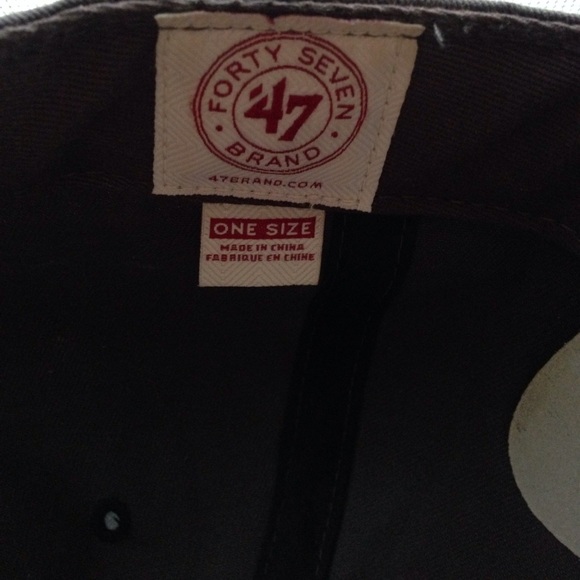 FORTY SEVEN
'47
BRAND
47BRAND.COM
ONE SIZE
MADE IN CHINA
FABRIQUE EN CHINE